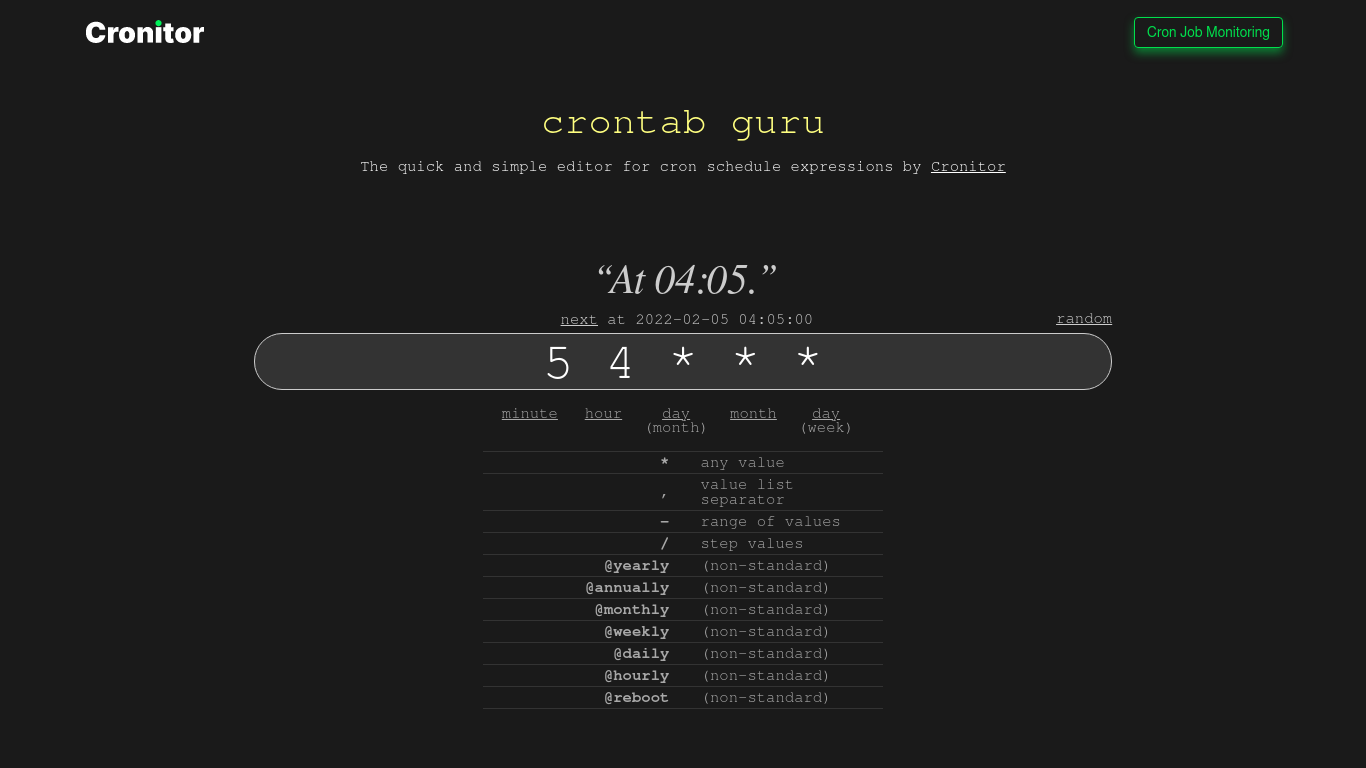 Cronitor
Cron Job Monitoring
crontab guru
The quick and simple editor for cron schedule expressions by Cronitor
“At 04:05.”
next at 2022-02-05 04:05:00
random
5 4 * * *
minute hour day month day
(month) (week)
* any value
, value list
separator
- range of values
/ step values
@yearly (non-standard)
@annually (non-standard)
@monthly (non-standard)
@weekly (non-standard)
@daily (non-standard)
@hourly (non-standard)
@reboot (non-standard)